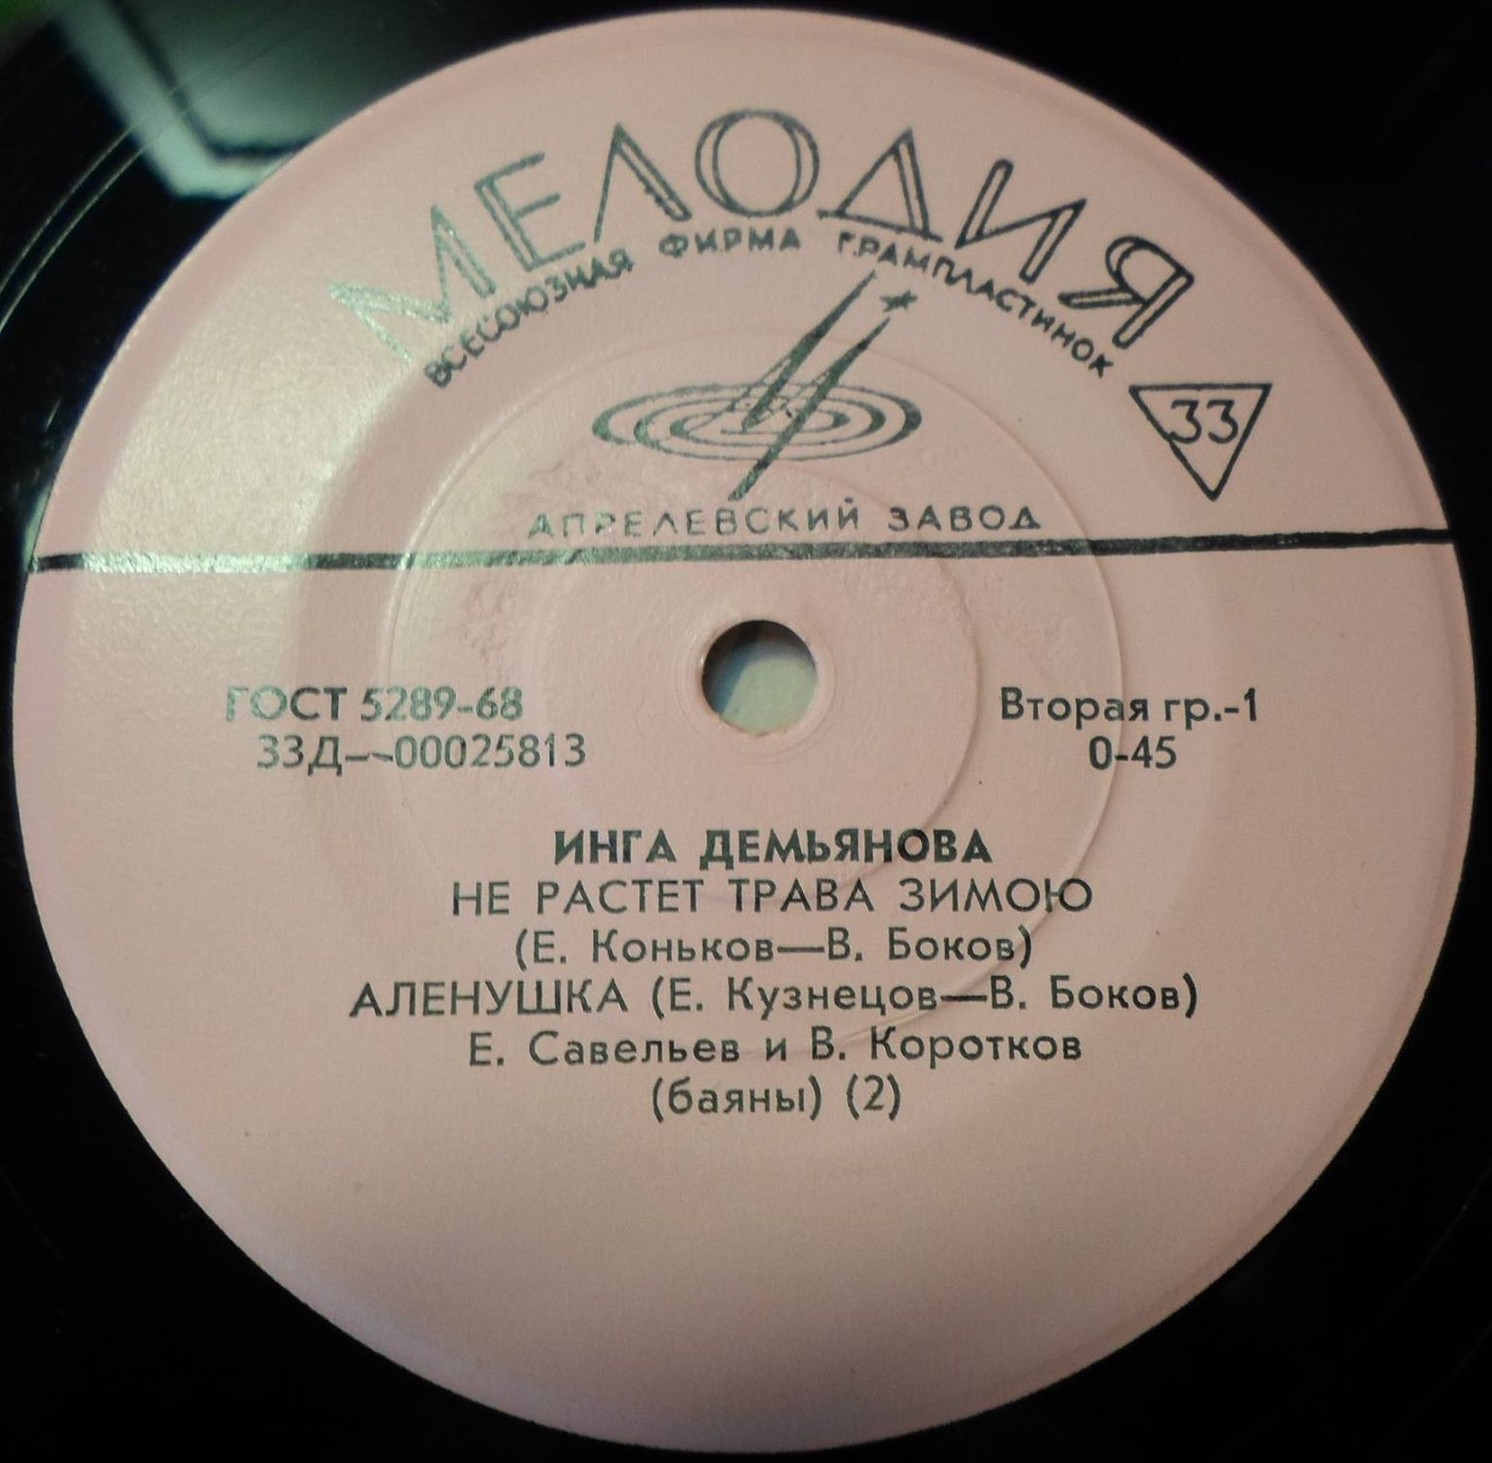 МЕЛОДИЯ
ВСЕСОЮЗНАЯ ФИРМА ГРАМПЛАСТИНОК
33
АПРЕЛЕВСКИЙ ЗАВОД
ГОСТ 5289-68
33Д—00025813
Вторая гр.-1
0-45
ИНГА ДЕМЬЯНОВА
НЕ РАСТЕТ ТРАВА ЗИМОЮ
(Е. Коньков—В. Боков)
АЛЕНУШКА (Е. Кузнецов—В. Боков)
Е. Савельев и В. Коротков
(баяны) (2)